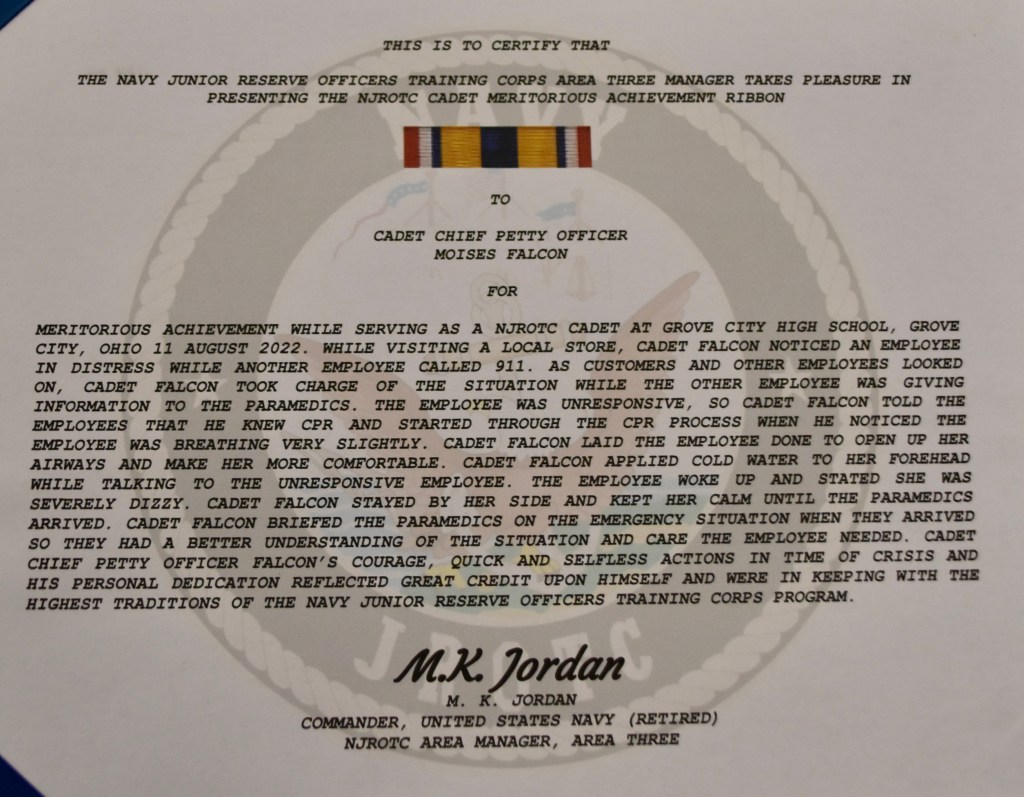 THIS IS TO CERTIFY THAT
THE NAVY JUNIOR RESERVE OFFICERS TRAINING CORPS AREA THREE MANAGER TAKES PLEASURE IN
PRESENTING THE NJROTC CADET MERITORIOUS ACHIEVEMENT RIBBON
NAVY
TO
CADET CHIEF PETTY OFFICER
MOISES FALCON
FOR
MERITORIOUS ACHIEVEMENT WHILE SERVING AS A NJROTC CADET AT GROVE CITY HIGH SCHOOL, GROVE
CITY, OHIO 11 AUGUST 2022. WHILE VISITING A LOCAL STORE, CADET FALCON NOTICED AN EMPLOYEE
IN DISTRESS WHILE ANOTHER EMPLOYEE CALLED 911. AS CUSTOMERS AND OTHER EMPLOYEES LOOKED
ON, CADET FALCON TOOK CHARGE OF THE SITUATION WHILE THE OTHER EMPLOYEE WAS GIVING
INFORMATION TO THE PARAMEDICS. THE EMPLOYEE WAS UNRESPONSIVE, SO CADET FALCON TOLD THE
EMPLOYEES THAT HE KNEW CPR AND STARTED THROUGH THE CPR PROCESS WHEN HE NOTICED THE
EMPLOYEE WAS BREATHING VERY SLIGHTLY. CADET FALCON LAID THE EMPLOYEE DONE TO OPEN UP HER
AIRWAYS AND MAKE HER MORE COMFORTABLE. CADET FALCON APPLIED COLD WATER TO HER FOREHEAD
WHILE TALKING TO THE UNRESPONSIVE EMPLOYEE. THE EMPLOYEE WOKE UP AND STATED SHE WAS
SEVERELY DIZZY. CADET FALCON STAYED BY HER SIDE AND KEPT HER CALM UNTIL THE PARAMEDICS
ARRIVED. CADET FALCON BRIEFED THE PARAMEDICS ON THE EMERGENCY SITUATION WHEN THEY ARRIVED
SO THEY HAD A BETTER UNDERSTANDING OF THE SITUATION AND CARE THE EMPLOYEE NEEDED. CADET
CHIEF PETTY OFFICER FALCON'S COURAGE, QUICK AND SELFLESS ACTIONS IN TIME OF CRISIS AND
HIS PERSONAL DEDICATION REFLECTED GREAT CREDIT UPON HIMSELF AND WERE IN KEEPING WITH THE
HIGHEST TRADITIONS OF THE NAVY JUNIOR RESERVE OFFICERS TRAINING CORPS PROGRAM.
JROTC
M.K. Jordan
M. K. JORDAN
COMMANDER, UNITED STATES NAVY (RETIRED)
NJROTC AREA MANAGER, AREA THREE